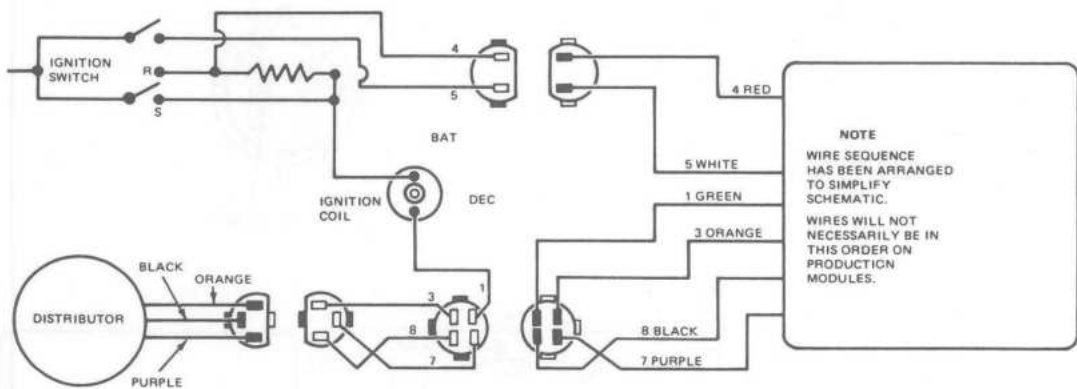 IGNITION
SWITCH
R
S
4
5
BAT
DEC
IGNITION
COIL
4 RED
5 WHITE
1 GREEN
3 ORANGE
8 BLACK
7 PURPLE
NOTE
WIRE SEQUENCE
HAS BEEN ARRANGED
TO SIMPLIFY
SCHEMATIC.
WIRES WILL NOT
NECESSARILY BE IN
THIS ORDER ON
PRODUCTION
MODULES.
DISTRIBUTOR
BLACK
ORANGE
PURPLE
1
3
8
7